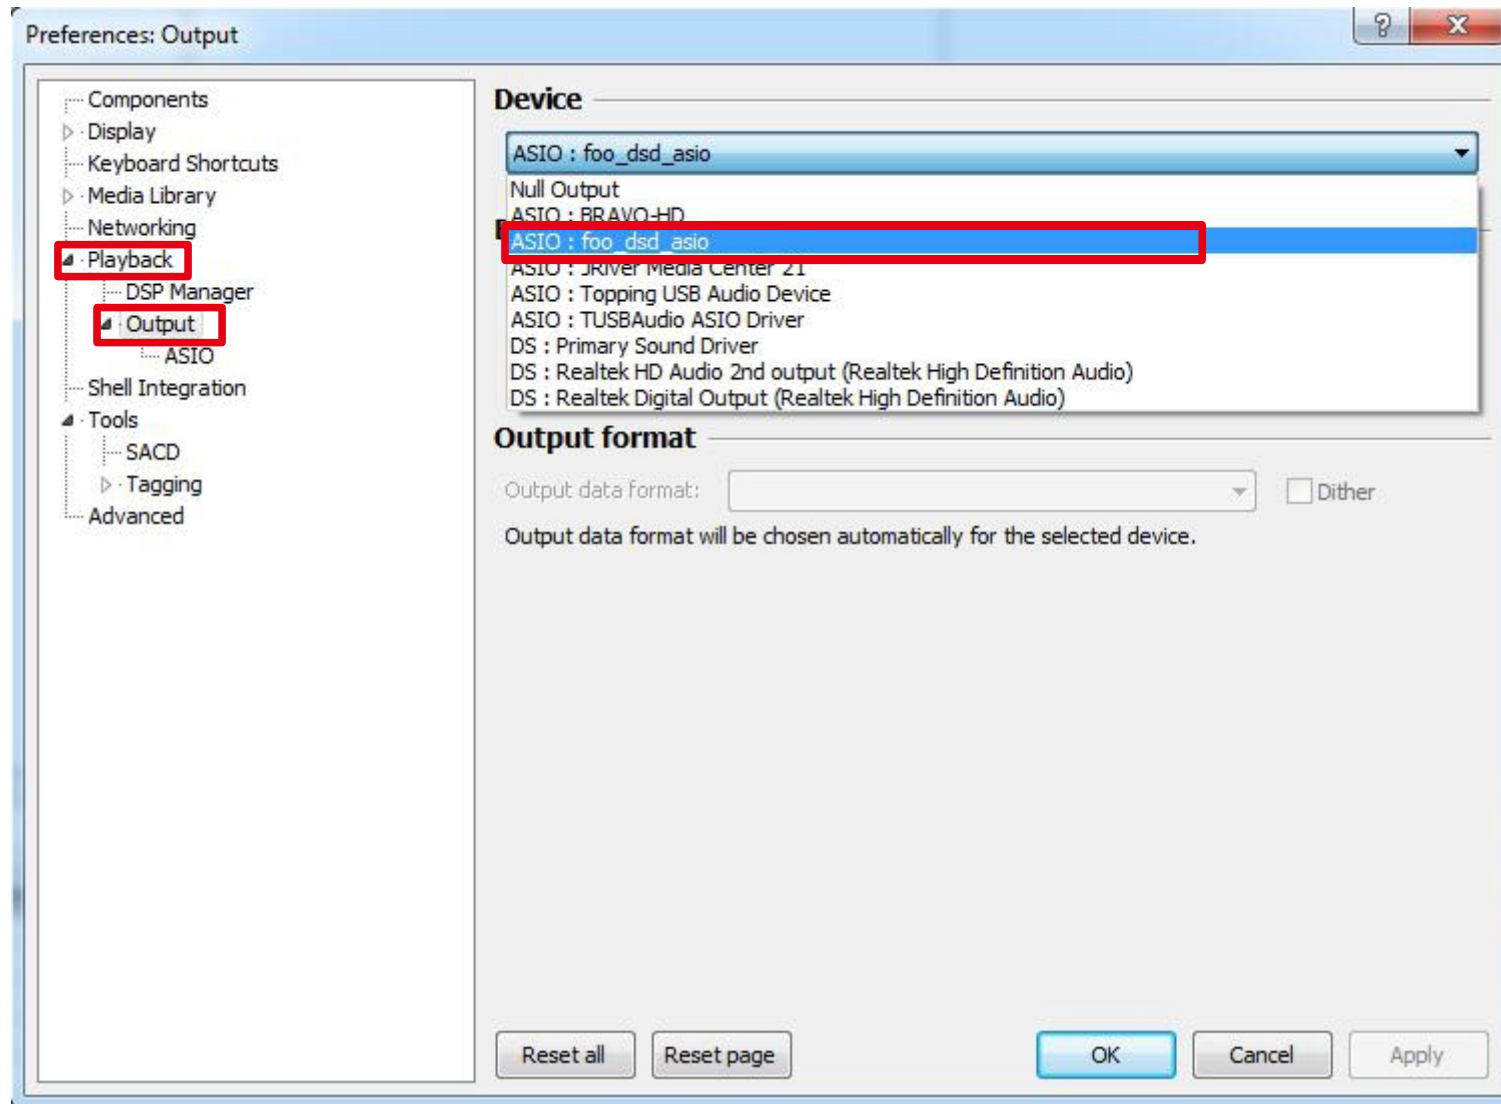 Preferences: Output
Components
Display
Keyboard Shortcuts
Media Library
Networking
Playback
DSP Manager
Output
ASIO
Shell Integration
Tools
SACD
Tagging
Advanced
Device
ASIO : foo_dsd_asio
Null Output
ASIO : BRAVO-HD
ASIO : foo_dsd_asio
ASIO : JRiver Media Center 21
ASIO : Topping USB Audio Device
ASIO : TUSBAudio ASIO Driver
DS : Primary Sound Driver
DS : Realtek HD Audio 2nd output (Realtek High Definition Audio)
DS : Realtek Digital Output (Realtek High Definition Audio)
Output format
Output data format: Dither
Output data format will be chosen automatically for the selected device.
Reset all Reset page OK Cancel Apply